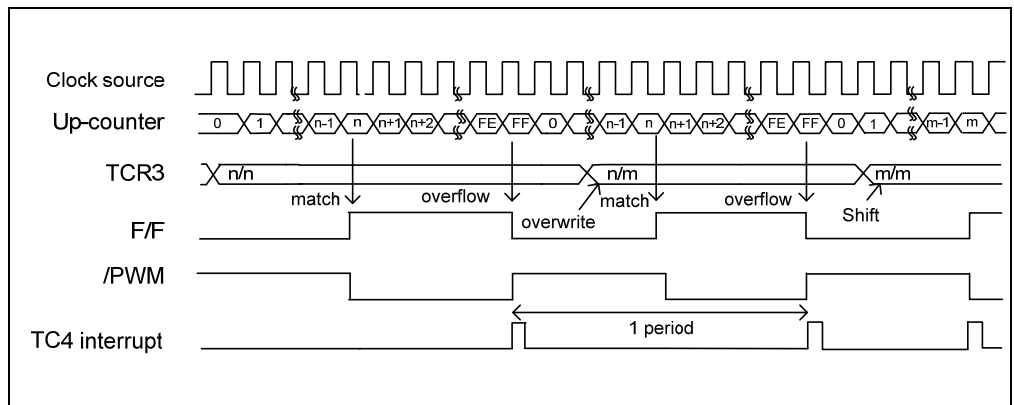 Clock source
Up-counter 0 1 n-1 n n+1 n+2 FE FF 0 n-1 n n+1 n+2 FE FF 0 1 m-1 m
TCR3 n/n n/m m/m
match overflow overwrite match overflow Shift
F/F
/PWM
1 period
TC4 interrupt